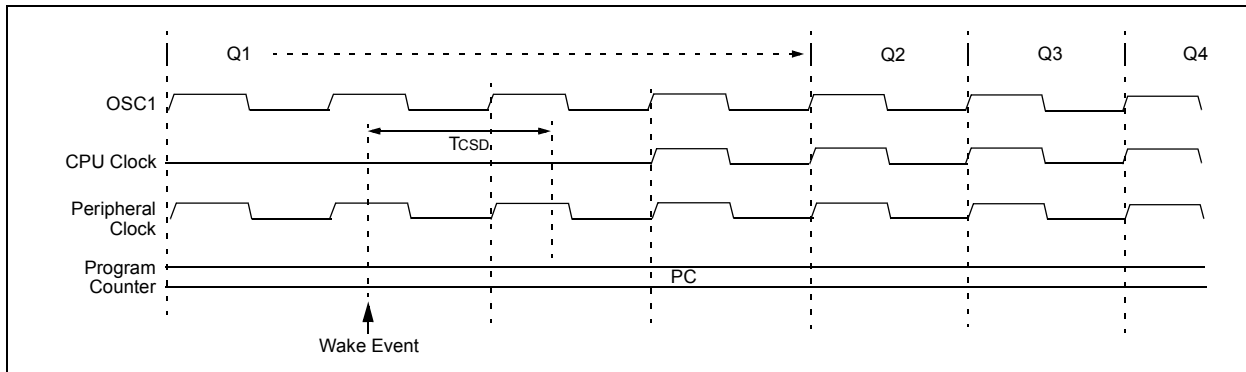 Q1
Q2
Q3
Q4
OSC1
TCSD
CPU Clock
Peripheral
Clock
Program
Counter
PC
Wake Event